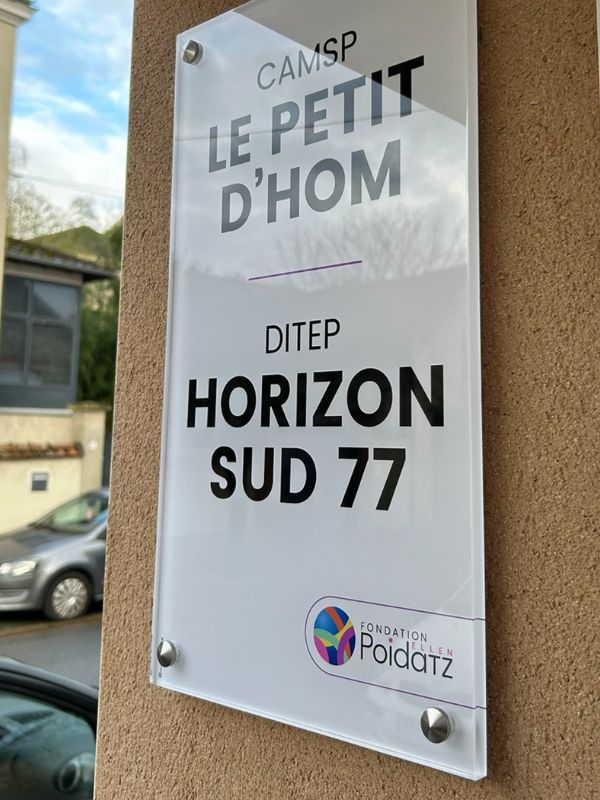 CAMSP
LE PETIT
D'HOM
DITEP
HORIZON
SUD 77
FONDATION
ELLEN
Poidatz